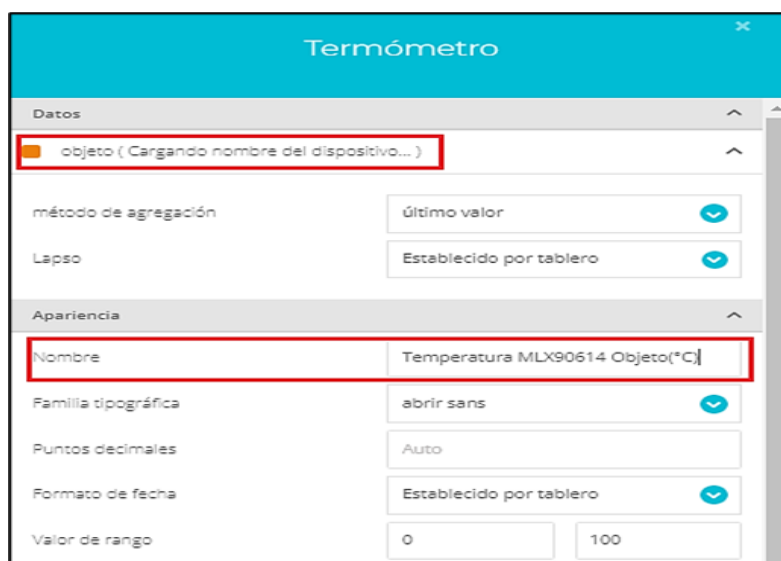 Termómetro
Datos
objeto ( Cargando nombre del dispositivo... )
método de agregación último valor
Lapso Establecido por tablero
Apariencia
Nombre Temperatura MLX90614 Objeto(°C)
Familia tipográfica abrir sans
Puntos decimales Auto
Formato de fecha Establecido por tablero
Valor de rango 0 100